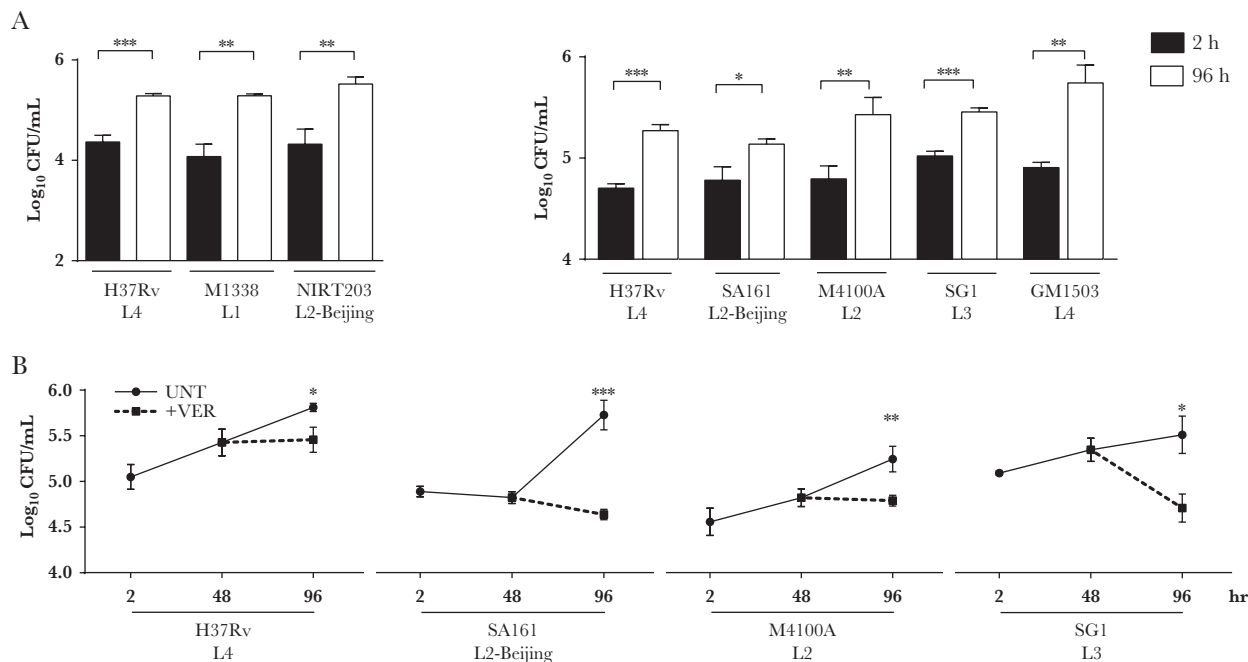 A
*** ** **
6
4
2
Log10 CFU/mL
H37Rv M1338 NIRT203
L4 L1 L2-Beijing
*** * ** *** **
6
5
4
Log10 CFU/mL
H37Rv SA161 M4100A SG1 GM1503
L4 L2-Beijing L2 L3 L4
2 h
96 h
B
UNT
+VER
* *** ** *
6.0
5.5
5.0
4.5
4.0
Log10 CFU/mL
2 48 96 2 48 96 2 48 96 2 48 96 hr
H37Rv SA161 M4100A SG1
L4 L2-Beijing L2 L3